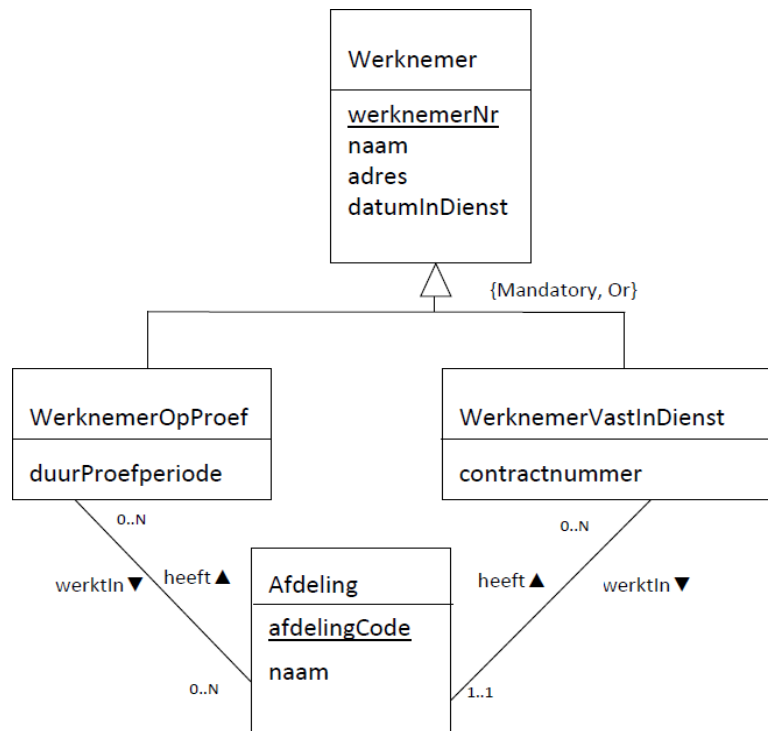 Werknemer
werknemerNr
naam
adres
datumInDienst
{Mandatory, Or}
WerknemerOpProef
duurProefperiode
WerknemerVastInDienst
contractnummer
0..N
0..N
werktIn ▼
heeft ▲
Afdeling
afdelingCode
naam
heeft ▲
werktIn ▼
0..N
1..1